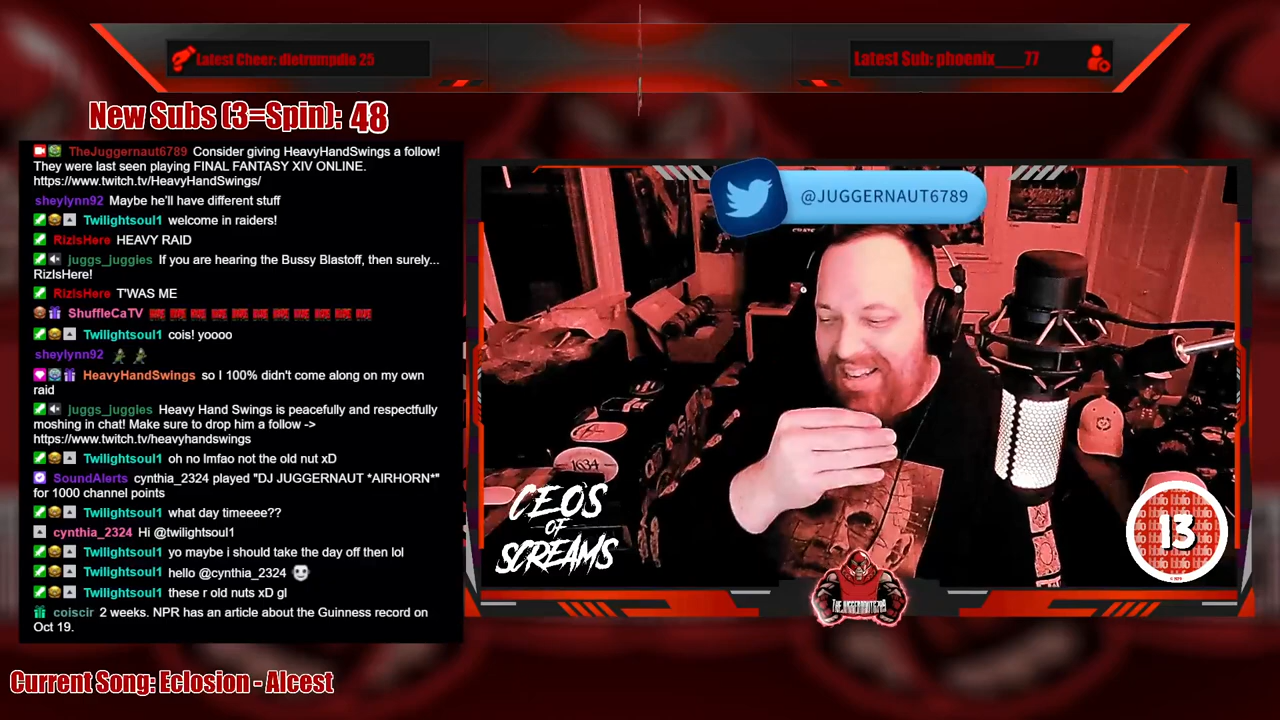 Latest Cheer: dietrumpdie 25
Latest Sub: phoenix___77
New Subs (3=Spin): 48
TheJuggernaut6789 Consider giving HeavyHandSwings a follow!
They were last seen playing FINAL FANTASY XIV ONLINE.
https://www.twitch.tv/HeavyHandSwings/
sheylynn92 Maybe he'll have different stuff
Twilightsoul1 welcome in raiders!
RizIsHere HEAVY RAID
juggs_juggies If you are hearing the Bussy Blastoff, then surely...
RizIsHere!
RizIsHere T'WAS ME
ShuffleCaTV
Twilightsoul1 cois! yoooo
sheylynn92
HeavyHandSwings so I 100% didn't come along on my own
raid
juggs_juggies Heavy Hand Swings is peacefully and respectfully
moshing in chat! Make sure to drop him a follow ->
https://www.twitch.tv/heavyhandswings
Twilightsoul1 oh no lmfao not the old nut xD
SoundAlerts cynthia_2324 played "DJ JUGGERNAUT *AIRHORN*"
for 1000 channel points
Twilightsoul1 what day timeeee??
cynthia_2324 Hi @twilightsoul1
Twilightsoul1 yo maybe i should take the day off then lol
Twilightsoul1 hello @cynthia_2324
Twilightsoul1 these r old nuts xD gl
coiscir 2 weeks. NPR has an article about the Guinness record on
Oct 19.
Current Song: Eclosion - Alcest
@JUGGERNAUT6789
1634
CEO'S
OF
SCREAMS
THEJUGGERNAUT6789
13